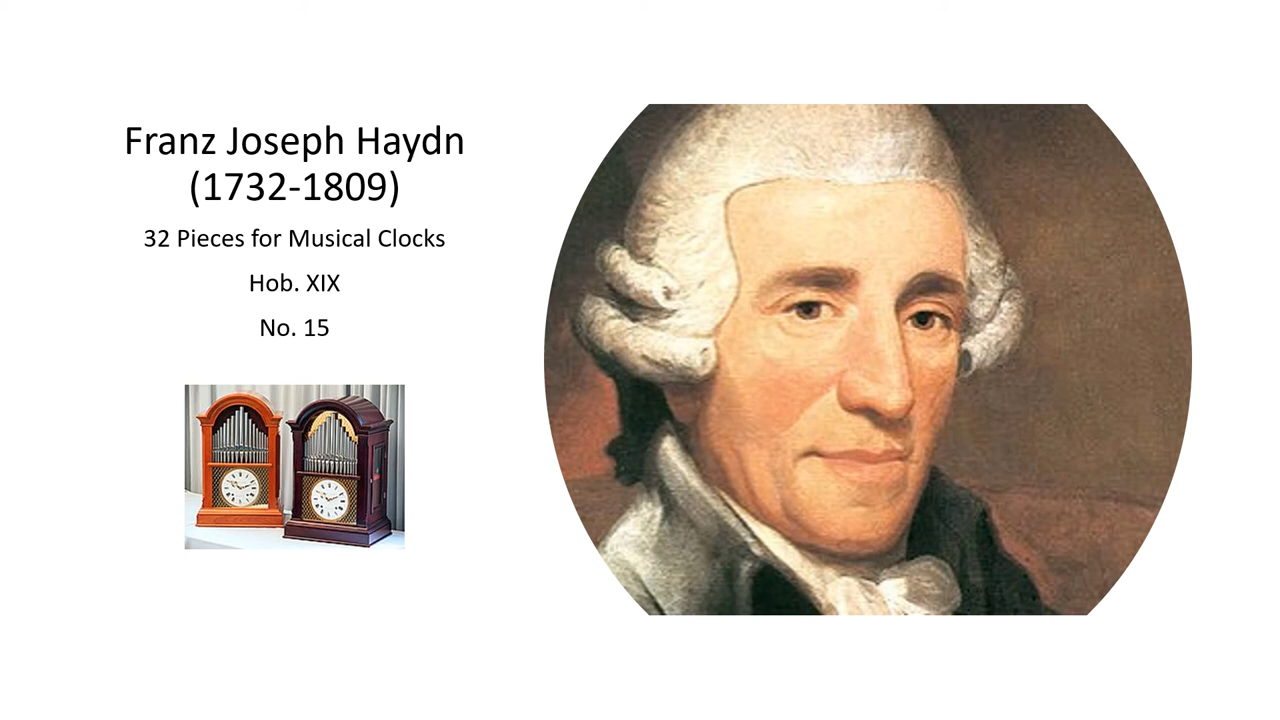 Franz Joseph Haydn
(1732-1809)
32 Pieces for Musical Clocks
Hob. XIX
No. 15